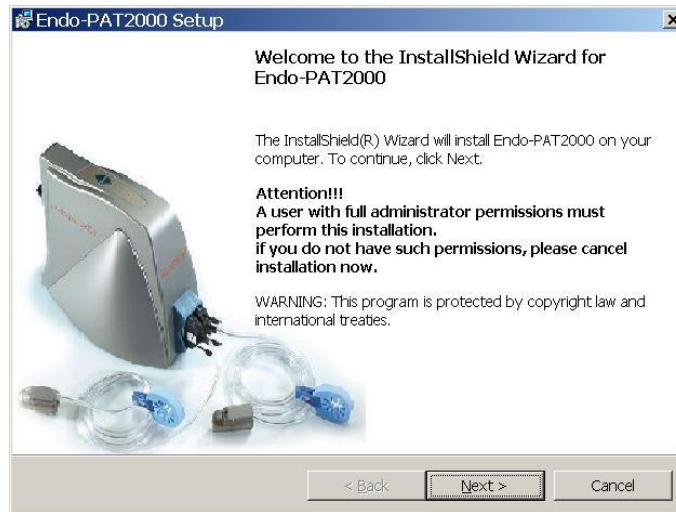 Endo-PAT2000 Setup
Welcome to the InstallShield Wizard for
Endo-PAT2000
The InstallShield(R) Wizard will install Endo-PAT2000 on your
computer. To continue, click Next.
Attention!!!
A user with full administrator permissions must
perform this installation.
if you do not have such permissions, please cancel
installation now.
WARNING: This program is protected by copyright law and
international treaties.
< Back
Next >
Cancel